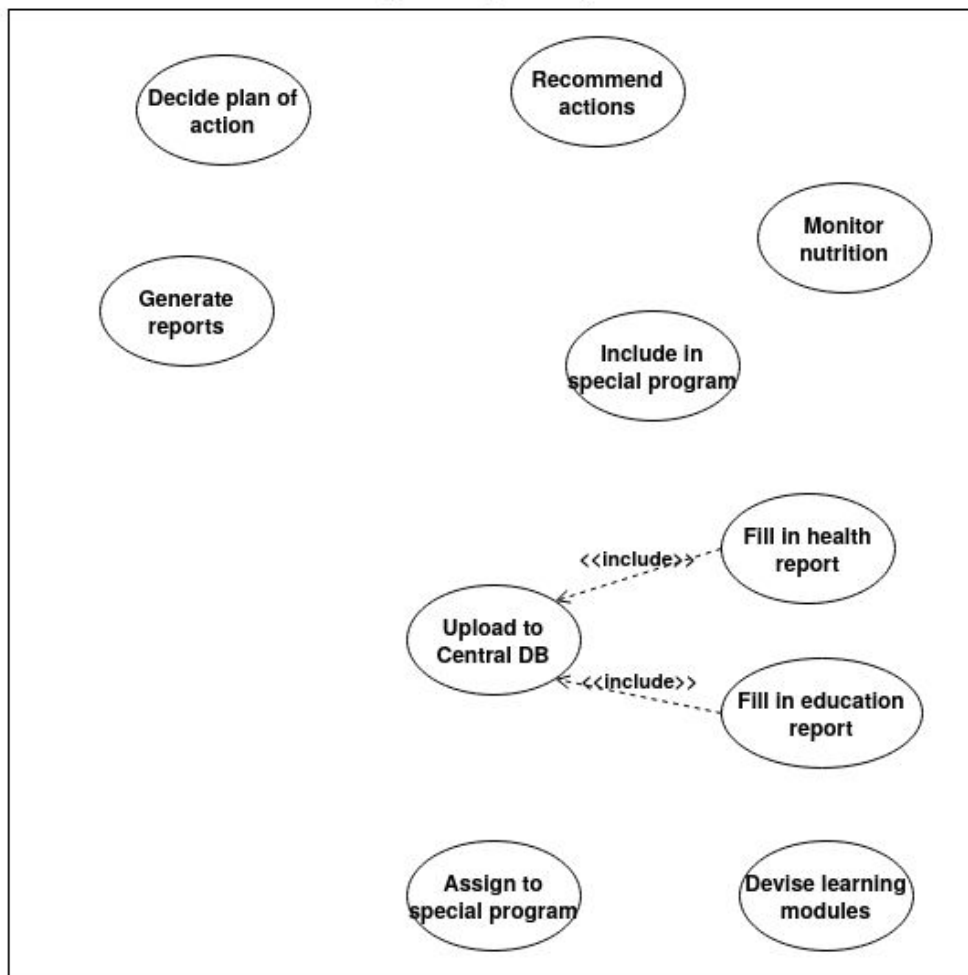 Decide plan of
action
Recommend
actions
Monitor
nutrition
Generate
reports
Include in
special program
Fill in health
report
<<include>>
Upload to
Central DB
<<include>>
Fill in education
report
Assign to
special program
Devise learning
modules